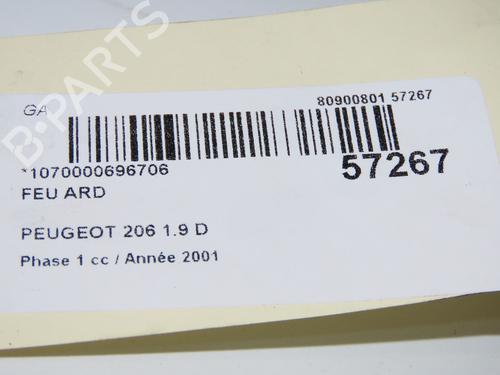 B-PARTS
GA
80900801 57267
*1070000696706
57267
FEU ARD
PEUGEOT 206 1.9 D
Phase 1 cc / Année 2001